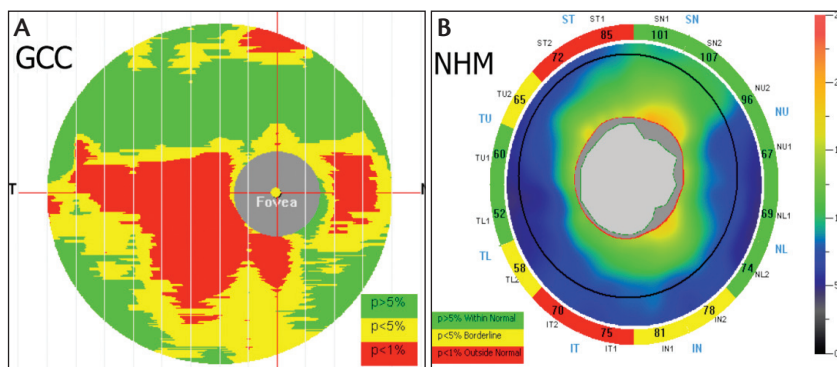 A
GCC
T
Fovea
p>5%
p<5%
p<1%
B
NHM
ST
ST1
SN1
SN
ST2
85
101
SN2
72
107
TU2
65
96
NU2
TU
NU
TU1
60
67
NU1
TL1
52
69
NL1
TL
NL
TL2
58
74
NL2
IT2
70
78
IN2
75
81
IT
IT1
IN1
IN
p>5% Within Normal
p<5% Borderline
p<1% Outside Normal